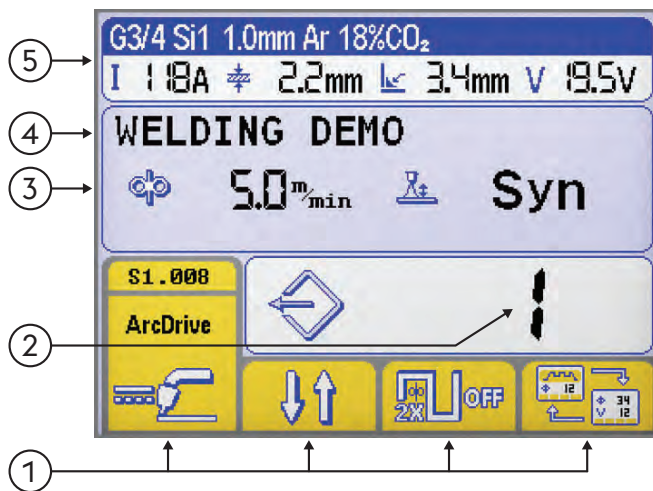 G3/4 Si1 1.0mm Ar 18%CO₂
5
I 118A 2.2mm 3.4mm V 19.5V
4
WELDING DEMO
3
5.0 m/min Syn
S1.008
1
ArcDrive
2
2X OFF
12
34
V 12
1